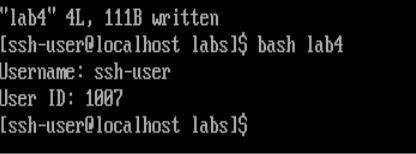 "lab4" 4L, 111B written
[ssh-user@localhost labs]$ bash lab4
Username: ssh-user
User ID: 1007
[ssh-user@localhost labs]$